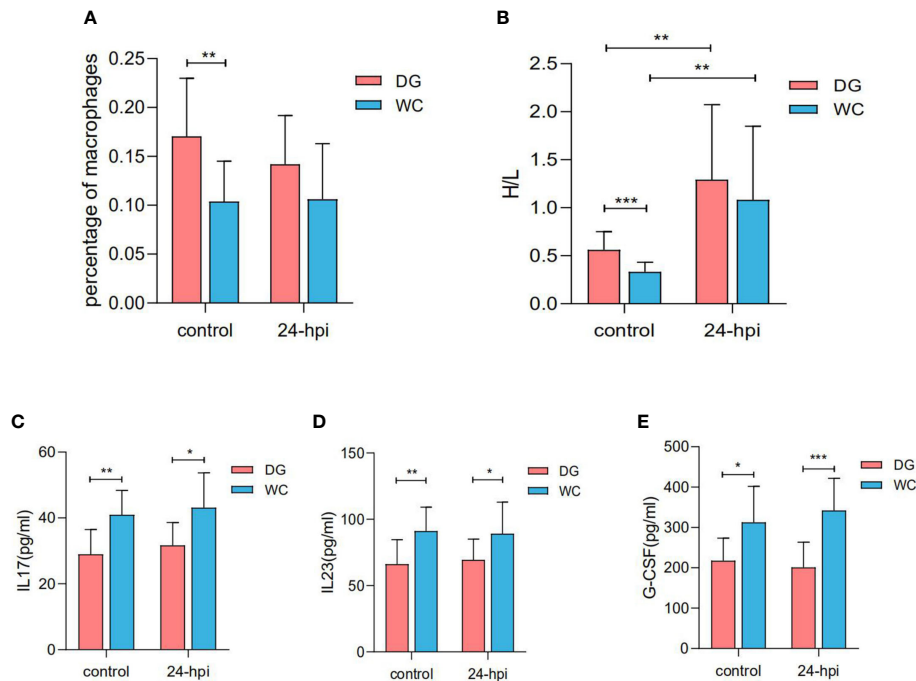 A
percentage of macrophages
0.25
0.20
0.15
0.10
0.05
0.00
**
control
24-hpi
DG
WC
B
H/L
2.5
2.0
1.5
1.0
0.5
0.0
**
**
***
control
24-hpi
DG
WC
C
IL17(pg/ml)
60
40
20
0
**
*
control
24-hpi
DG
WC
D
IL23(pg/ml)
150
100
50
0
**
*
control
24-hpi
DG
WC
E
G-CSF(pg/ml)
500
400
300
200
100
0
*
***
control
24-hpi
DG
WC